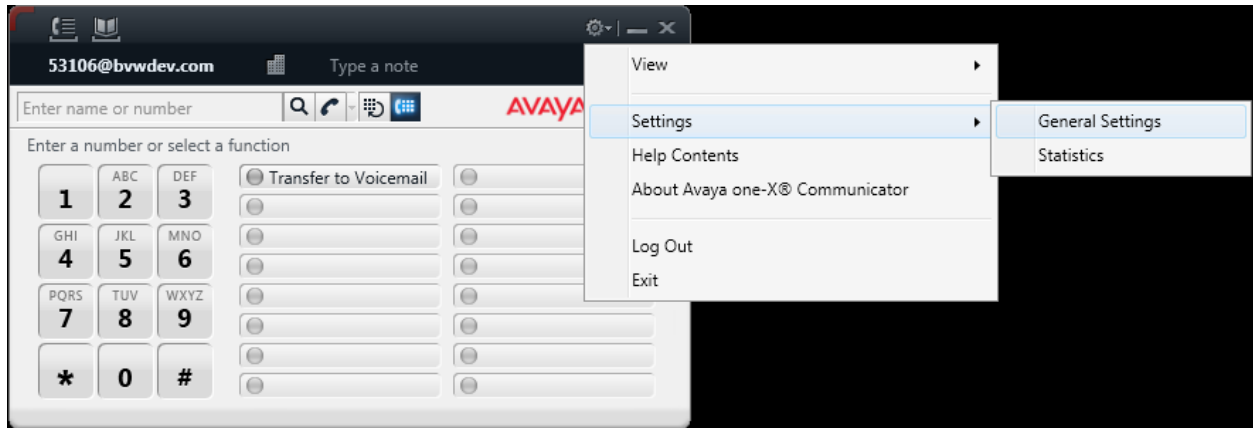 53106@bvwdev.com
Type a note
Enter name or number
AVAYA
Enter a number or select a function
1
ABC
2
DEF
3
GHI
4
JKL
5
MNO
6
PQRS
7
TUV
8
WXYZ
9
*
0
#
Transfer to Voicemail
View
Settings
Help Contents
About Avaya one-X® Communicator
Log Out
Exit
General Settings
Statistics